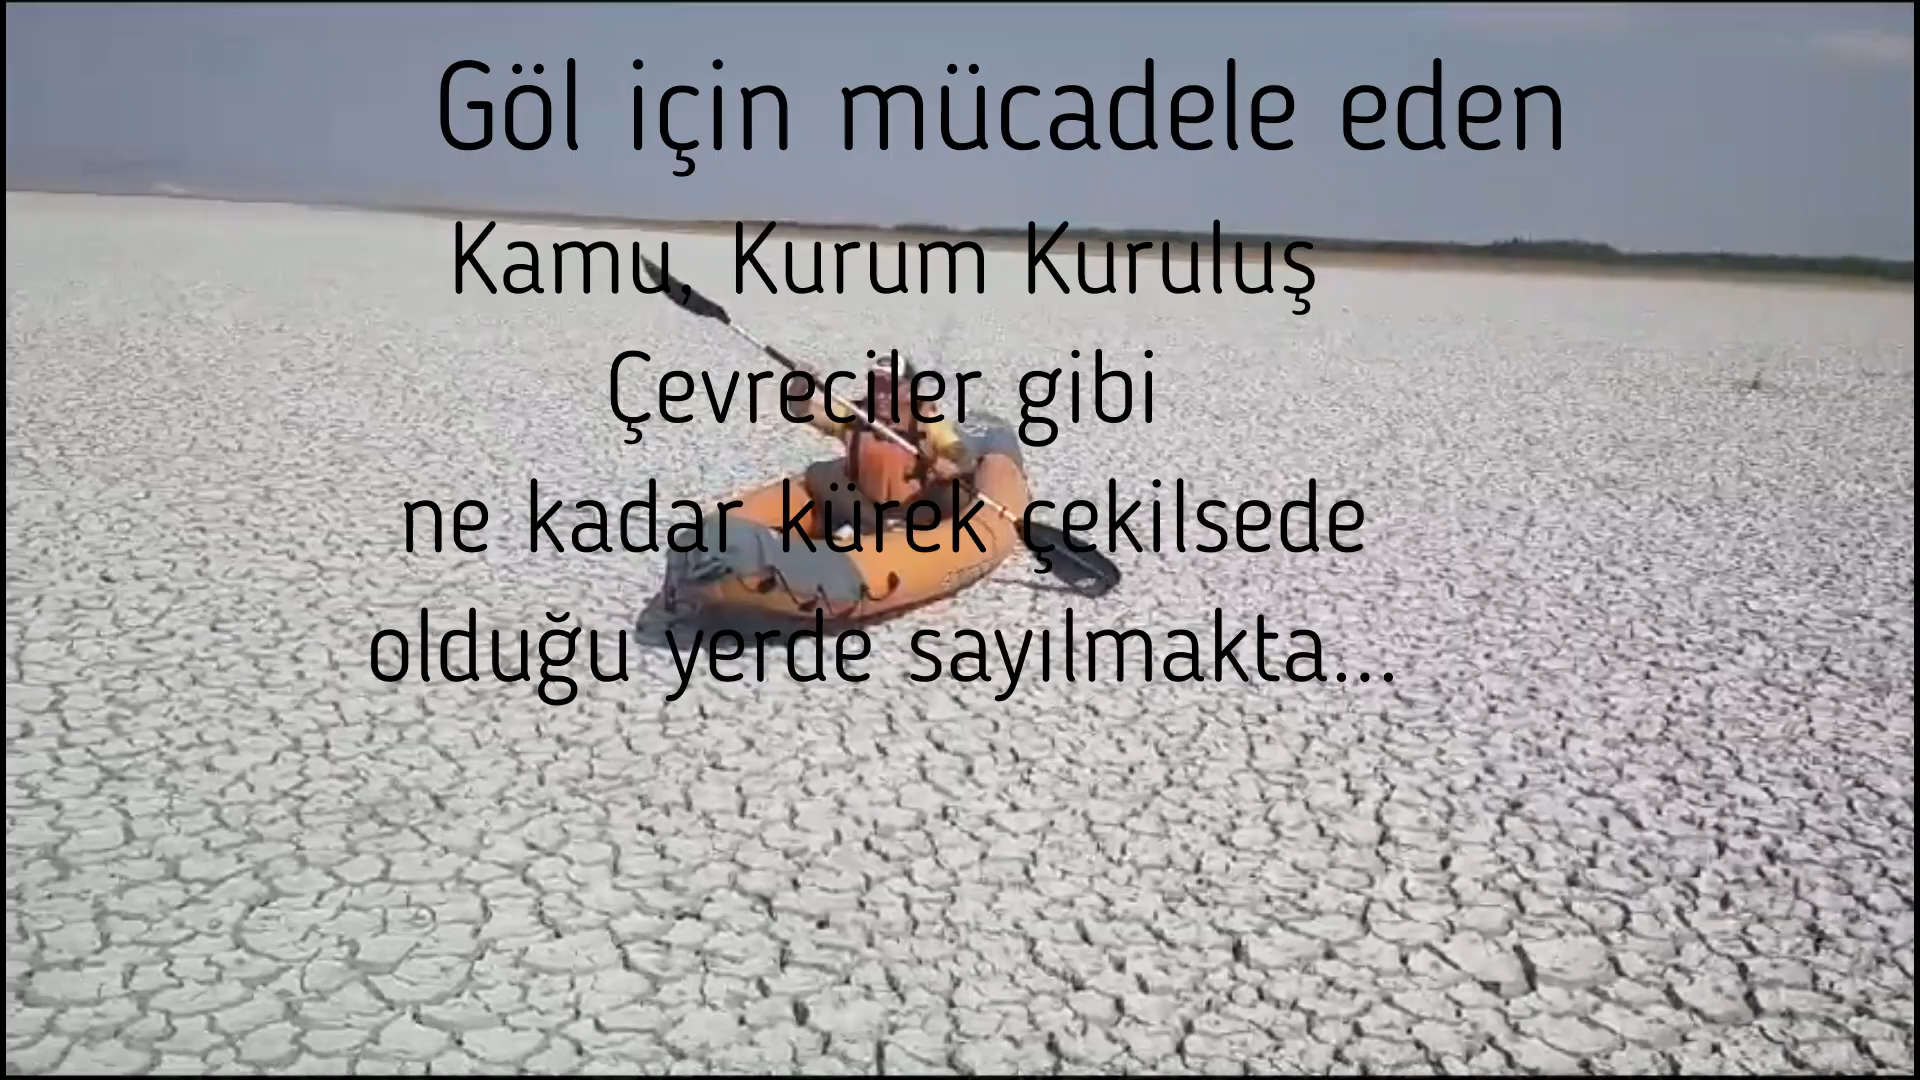 Göl için mücadele eden
Kamu, Kurum Kuruluş
Çevreciler gibi
ne kadar kürek çekilsede
olduğu yerde sayılmakta...